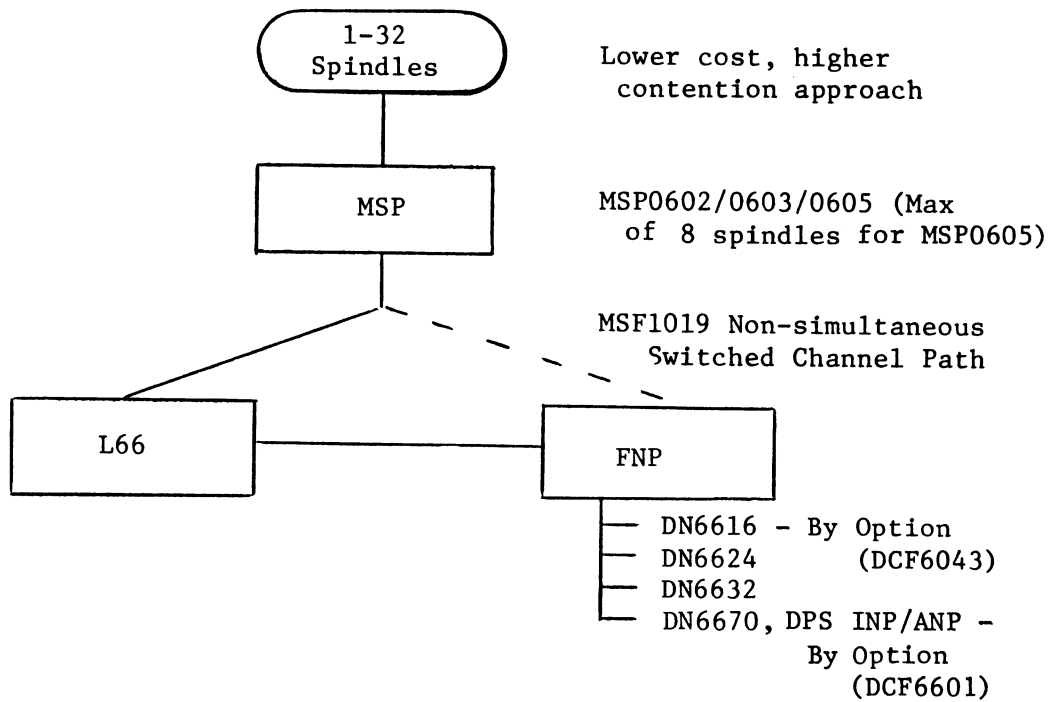 1-32
Spindles
Lower cost, higher
contention approach
MSP
MSP0602/0603/0605 (Max
of 8 spindles for MSP0605)
MSF1019 Non-simultaneous
Switched Channel Path
L66
FNP
DN6616 - By Option
(DCF6043)
DN6624
DN6632
DN6670, DPS INP/ANP -
By Option
(DCF6601)